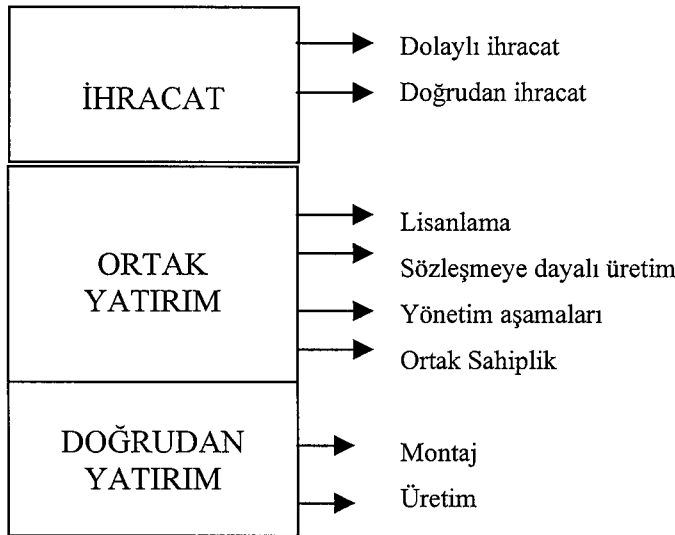 İHRACAT
Dolaylı ihracat
Doğrudan ihracat
ORTAK
YATIRIM
Lisanlama
Sözleşmeye dayalı üretim
Yönetim aşamaları
Ortak Sahiplik
DOĞRUDAN
YATIRIM
Montaj
Üretim